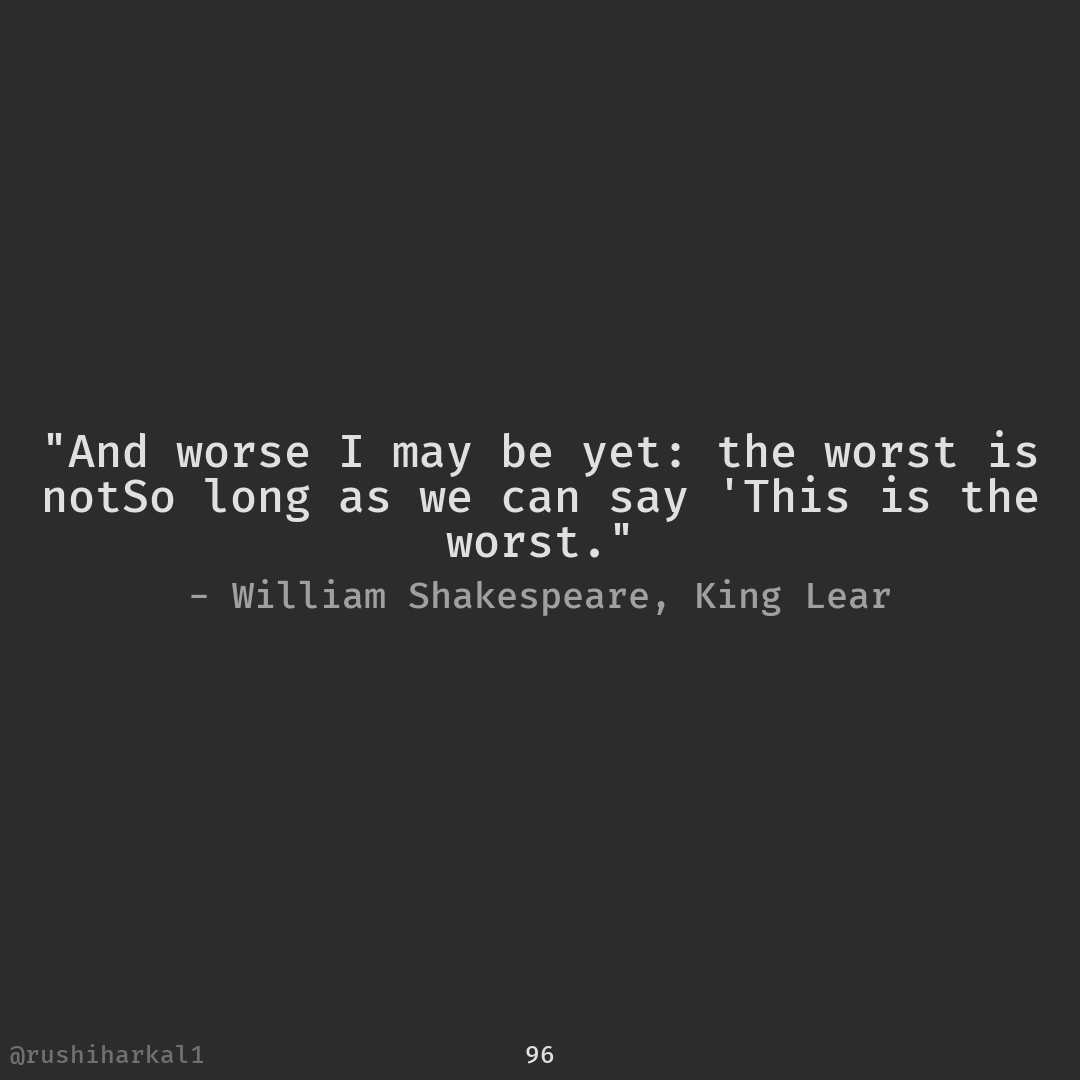 "And worse I may be yet: the worst is
notSo long as we can say 'This is the
worst."
- William Shakespeare, King Lear
@rushiharkal1
96